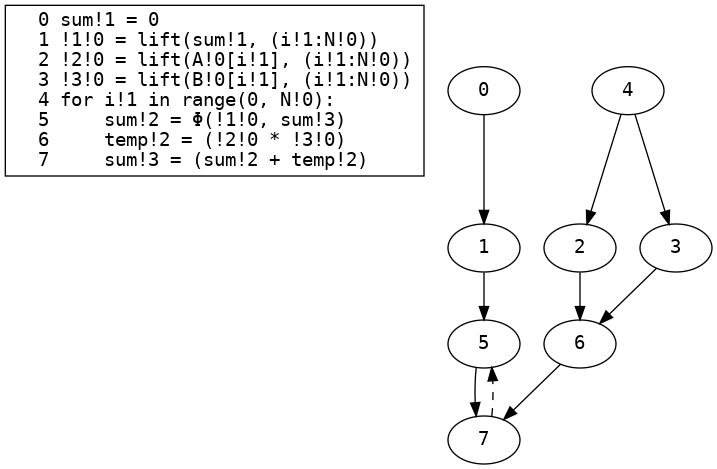 0 sum!1 = 0
1 !1!0 = lift(sum!1, (i!1:N!0))
2 !2!0 = lift(A!0[i!1], (i!1:N!0))
3 !3!0 = lift(B!0[i!1], (i!1:N!0))
4 for i!1 in range(0, N!0):
5     sum!2 = Φ(!1!0, sum!3)
6     temp!2 = (!2!0 * !3!0)
7     sum!3 = (sum!2 + temp!2)
0
4
1
2
3
5
6
7